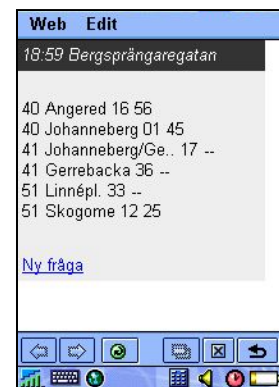 Web Edit
18:59 Bergsprängaregatan
40 Angered 16 56
40 Johanneberg 01 45
41 Johanneberg/Ge.. 17 --
41 Gerrebacka 36 --
51 Linnépl. 33 --
51 Skogome 12 25
Ny fråga